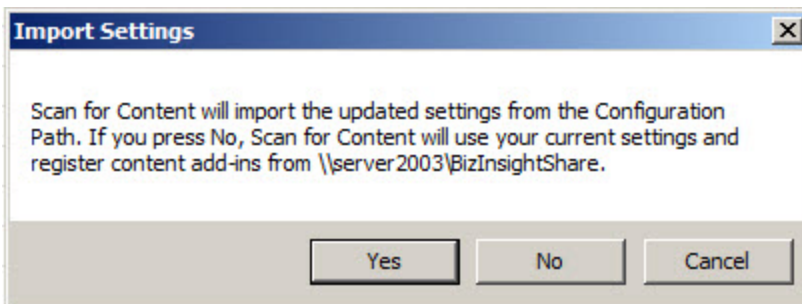 Import Settings
Scan for Content will import the updated settings from the Configuration
Path. If you press No, Scan for Content will use your current settings and
register content add-ins from \\server2003\BizInsightShare.
Yes No Cancel